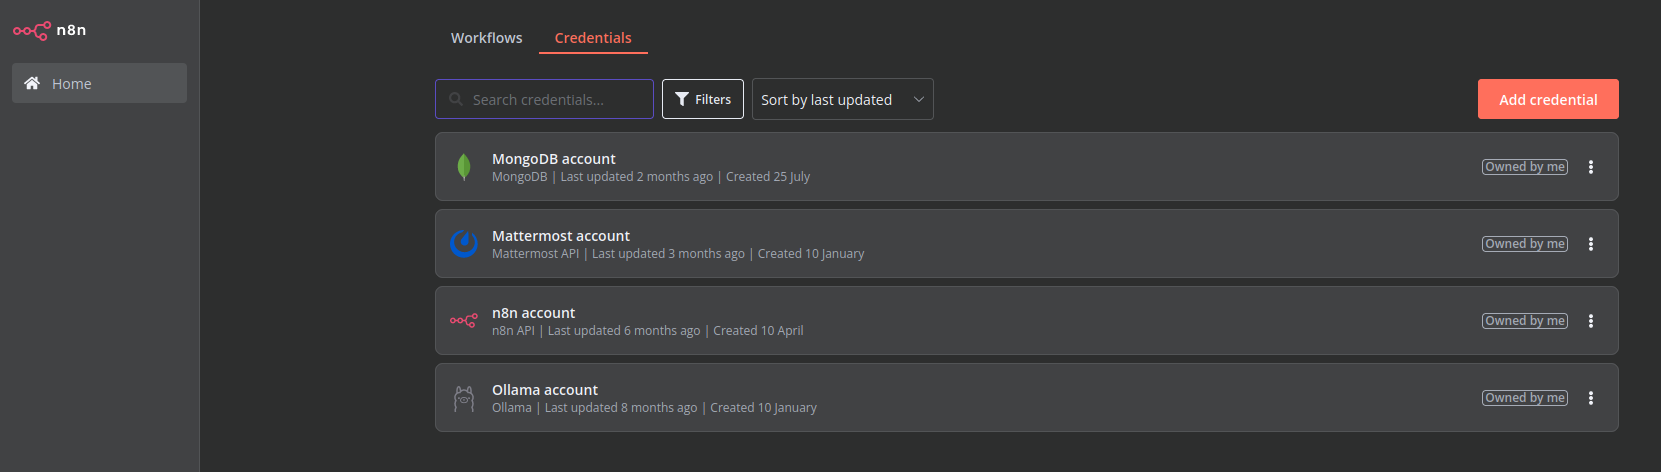 n8n
Home
Workflows
Credentials
Search credentials...
Filters
Sort by last updated
Add credential
MongoDB account
MongoDB | Last updated 2 months ago | Created 25 July
Owned by me
Mattermost account
Mattermost API | Last updated 3 months ago | Created 10 January
Owned by me
n8n account
n8n API | Last updated 6 months ago | Created 10 April
Owned by me
Ollama account
Ollama | Last updated 8 months ago | Created 10 January
Owned by me